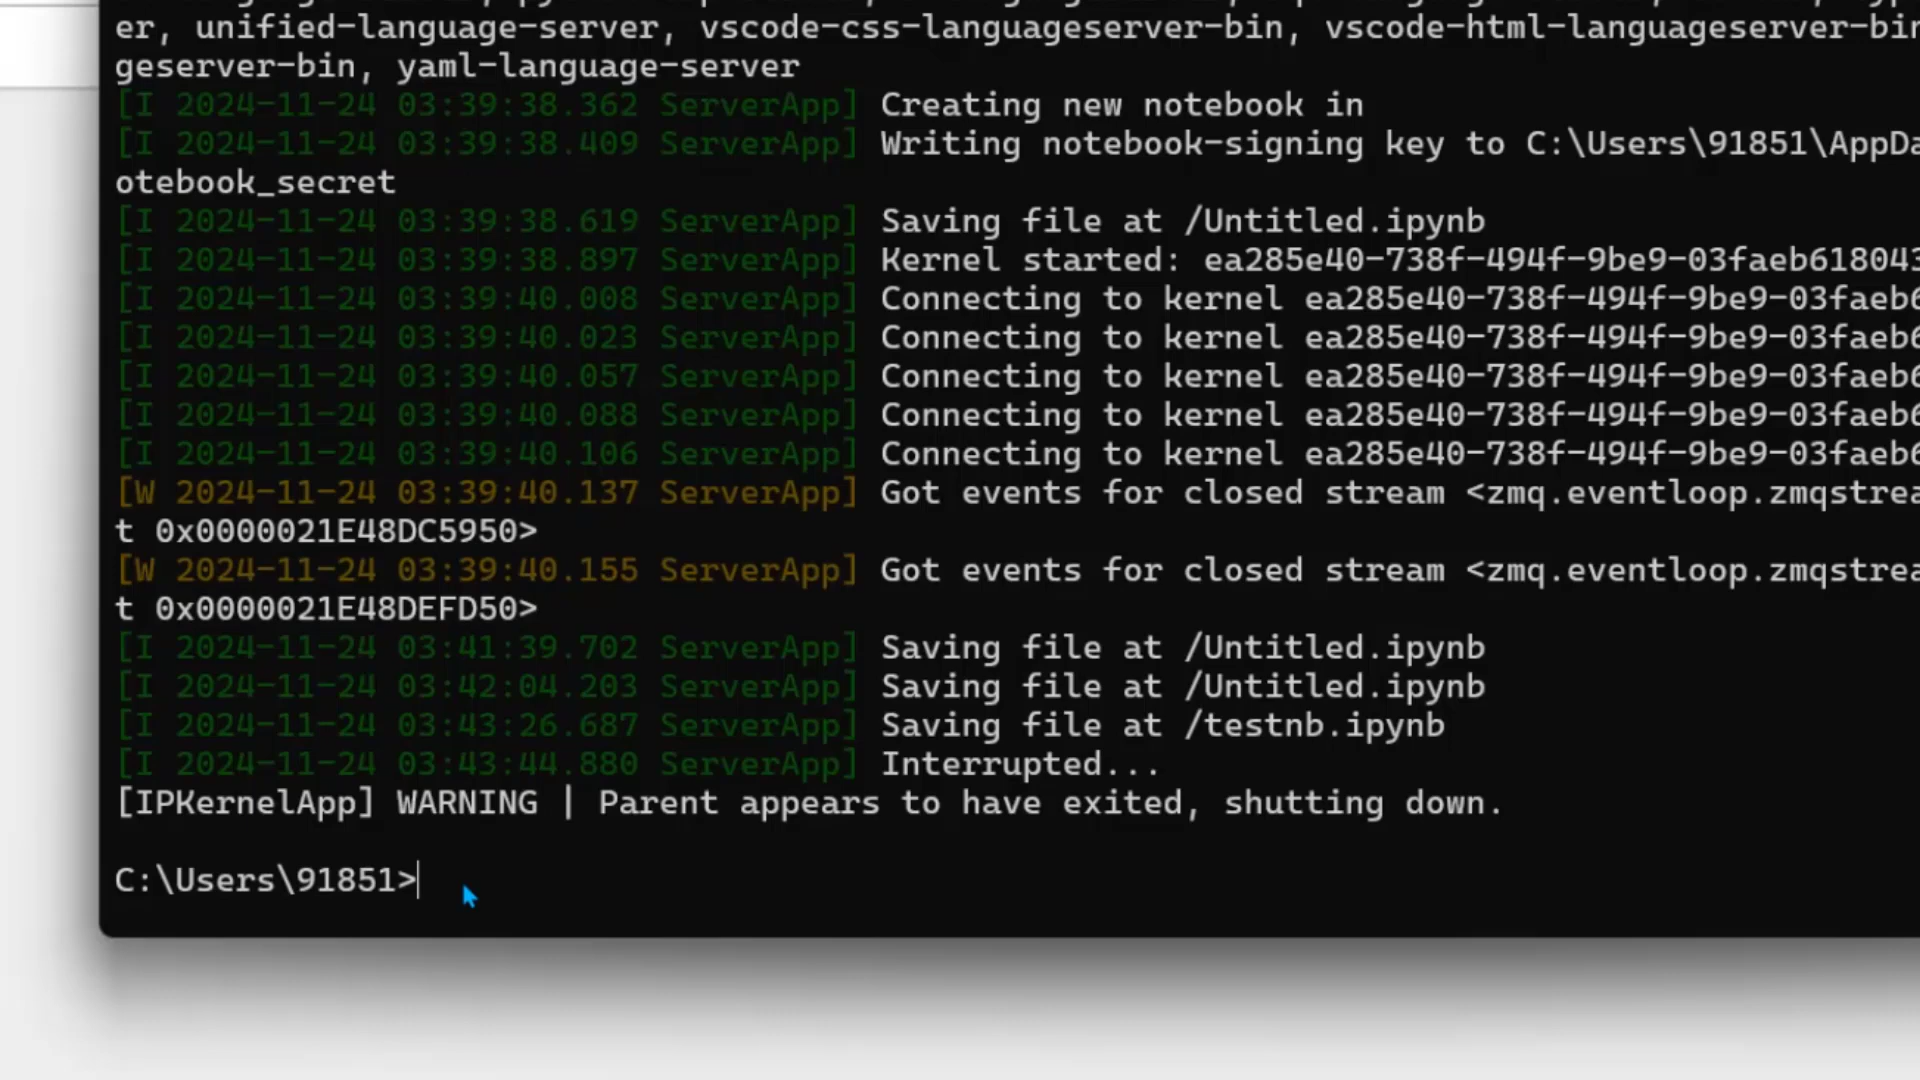 er, unified-language-server, vscode-css-languageserver-bin, vscode-html-languageserver-bin
geserver-bin, yaml-language-server
[I 2024-11-24 03:39:38.362 ServerApp] Creating new notebook in
[I 2024-11-24 03:39:38.409 ServerApp] Writing notebook-signing key to C:\Users\91851\AppDa
otebook_secret
[I 2024-11-24 03:39:38.619 ServerApp] Saving file at /Untitled.ipynb
[I 2024-11-24 03:39:38.897 ServerApp] Kernel started: ea285e40-738f-494f-9be9-03faeb618043
[I 2024-11-24 03:39:40.008 ServerApp] Connecting to kernel ea285e40-738f-494f-9be9-03faeb6
[I 2024-11-24 03:39:40.023 ServerApp] Connecting to kernel ea285e40-738f-494f-9be9-03faeb6
[I 2024-11-24 03:39:40.057 ServerApp] Connecting to kernel ea285e40-738f-494f-9be9-03faeb6
[I 2024-11-24 03:39:40.088 ServerApp] Connecting to kernel ea285e40-738f-494f-9be9-03faeb6
[I 2024-11-24 03:39:40.106 ServerApp] Connecting to kernel ea285e40-738f-494f-9be9-03faeb6
[W 2024-11-24 03:39:40.137 ServerApp] Got events for closed stream <zmq.eventloop.zmqstrea
t 0x0000021E48DC5950>
[W 2024-11-24 03:39:40.155 ServerApp] Got events for closed stream <zmq.eventloop.zmqstrea
t 0x0000021E48DEFD50>
[I 2024-11-24 03:41:39.702 ServerApp] Saving file at /Untitled.ipynb
[I 2024-11-24 03:42:04.203 ServerApp] Saving file at /Untitled.ipynb
[I 2024-11-24 03:43:26.687 ServerApp] Saving file at /testnb.ipynb
[I 2024-11-24 03:43:44.880 ServerApp] Interrupted...
[IPKernelApp] WARNING | Parent appears to have exited, shutting down.
C:\Users\91851>